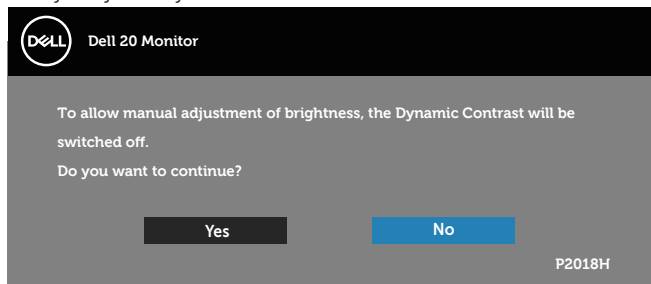 DELL
Dell 20 Monitor
To allow manual adjustment of brightness, the Dynamic Contrast will be
switched off.
Do you want to continue?
Yes No
P2018H